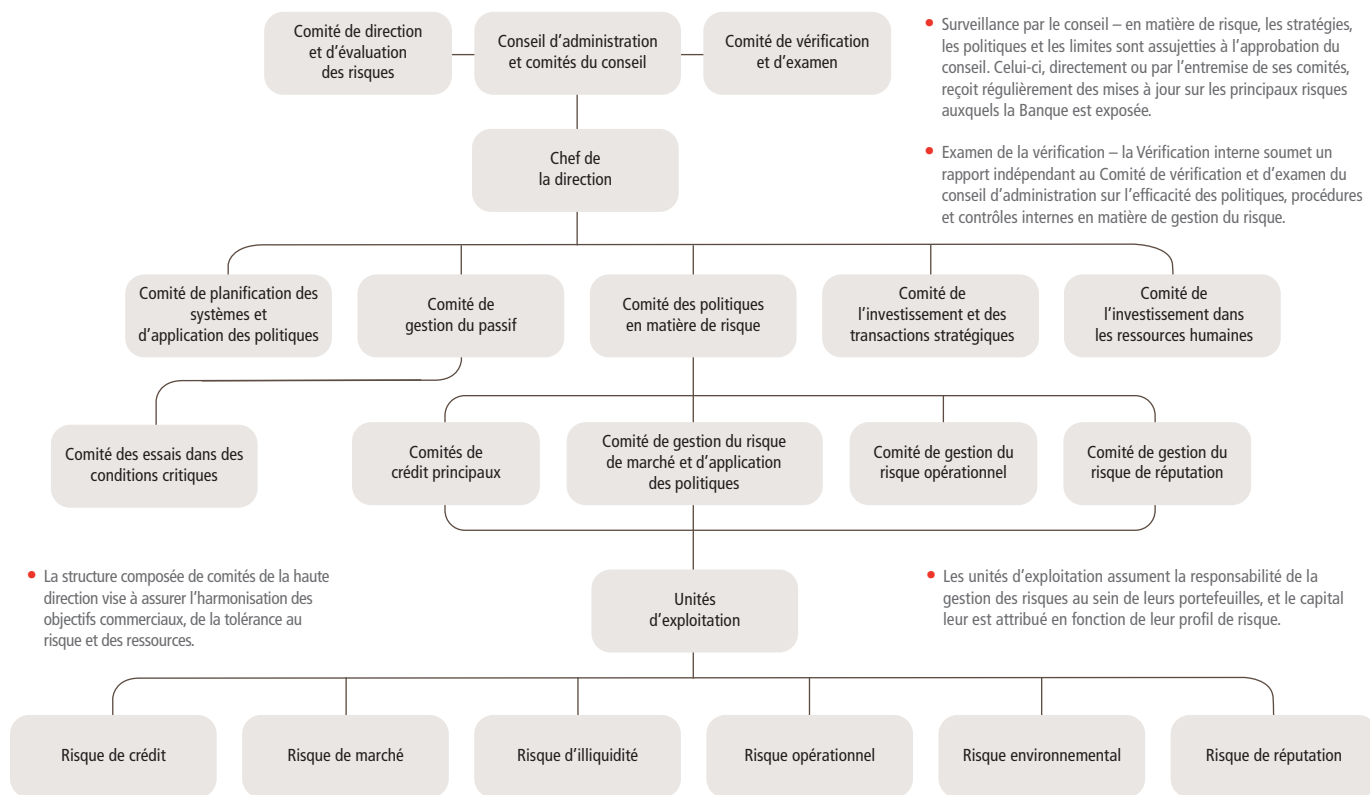 Comité de direction
et d'évaluation
des risques
Conseil d'administration
et comités du conseil
Comité de vérification
et d'examen
• Surveillance par le conseil – en matière de risque, les stratégies,
les politiques et les limites sont assujetties à l'approbation du
conseil. Celui-ci, directement ou par l'entremise de ses comités,
reçoit régulièrement des mises à jour sur les principaux risques
auxquels la Banque est exposée.
• Examen de la vérification – la Vérification interne soumet un
rapport indépendant au Comité de vérification et d'examen du
conseil d'administration sur l'efficacité des politiques, procédures
et contrôles internes en matière de gestion du risque.
Chef de
la direction
Comité de planification des
systèmes et
d'application des politiques
Comité de
gestion du passif
Comité des politiques
en matière de risque
Comité de
l'investissement et des
transactions stratégiques
Comité de
l'investissement dans
les ressources humaines
Comité des essais dans des
conditions critiques
Comités de
crédit principaux
Comité de gestion du risque
de marché et d'application
des politiques
Comité de gestion du
risque opérationnel
Comité de gestion du
risque de réputation
• La structure composée de comités de la haute
direction vise à assurer l'harmonisation des
objectifs commerciaux, de la tolérance au
risque et des ressources.
Unités
d'exploitation
• Les unités d'exploitation assument la responsabilité de la
gestion des risques au sein de leurs portefeuilles, et le capital
leur est attribué en fonction de leur profil de risque.
Risque de crédit
Risque de marché
Risque d'illiquidité
Risque opérationnel
Risque environnemental
Risque de réputation